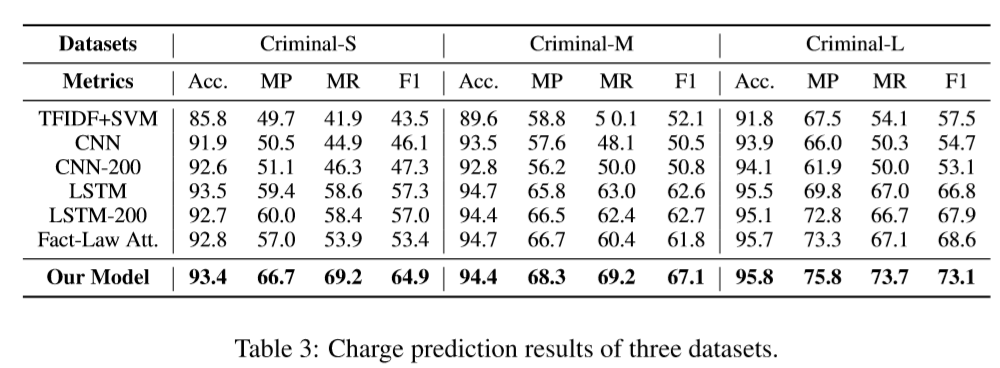 Datasets Criminal-S Criminal-M Criminal-L
Metrics Acc. MP MR F1 Acc. MP MR F1 Acc. MP MR F1
TFIDF+SVM 85.8 49.7 41.9 43.5 89.6 58.8 5 0.1 52.1 91.8 67.5 54.1 57.5
CNN 91.9 50.5 44.9 46.1 93.5 57.6 48.1 50.5 93.9 66.0 50.3 54.7
CNN-200 92.6 51.1 46.3 47.3 92.8 56.2 50.0 50.8 94.1 61.9 50.0 53.1
LSTM 93.5 59.4 58.6 57.3 94.7 65.8 63.0 62.6 95.5 69.8 67.0 66.8
LSTM-200 92.7 60.0 58.4 57.0 94.4 66.5 62.4 62.7 95.1 72.8 66.7 67.9
Fact-Law Att. 92.8 57.0 53.9 53.4 94.7 66.7 60.4 61.8 95.7 73.3 67.1 68.6
Our Model 93.4 66.7 69.2 64.9 94.4 68.3 69.2 67.1 95.8 75.8 73.7 73.1
Table 3: Charge prediction results of three datasets.